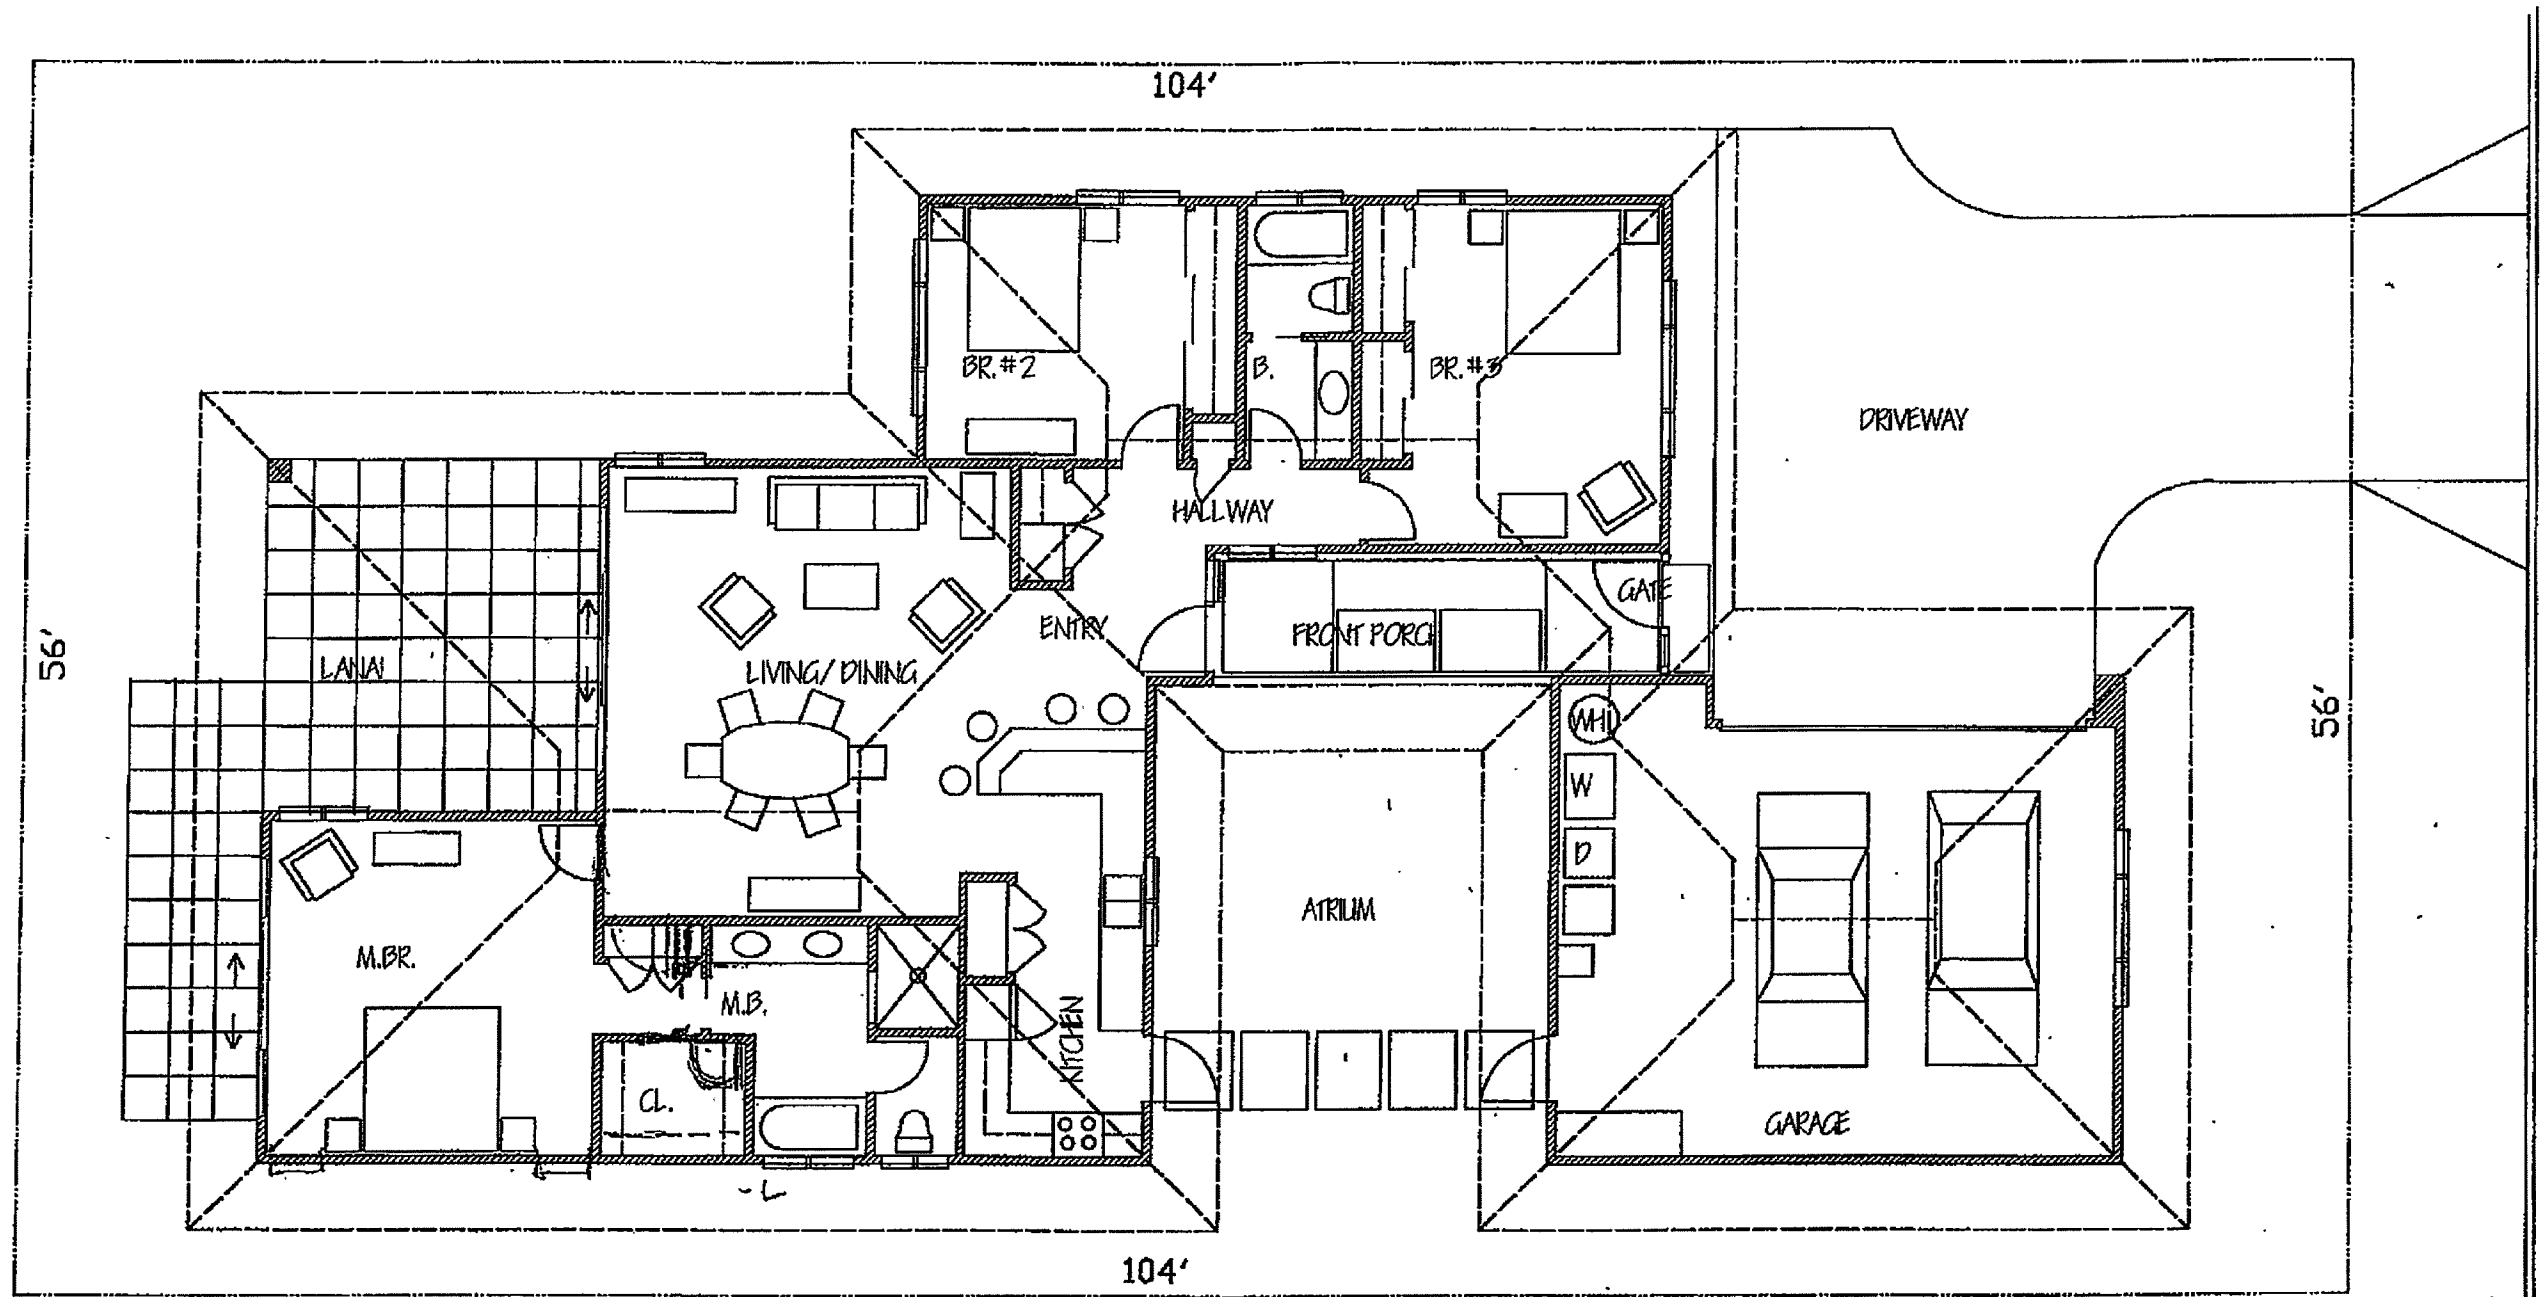 104'
BR.#2
B.
BR.#3
DRIVEWAY
HALLWAY
GATE
ENTRY
FRONT PORCH
56'
LANAI
LIVING/DINING
WH
56'
W
D
ATRIUM
M.BR.
M.B.
KITCHEN
CL.
GARAGE
104'